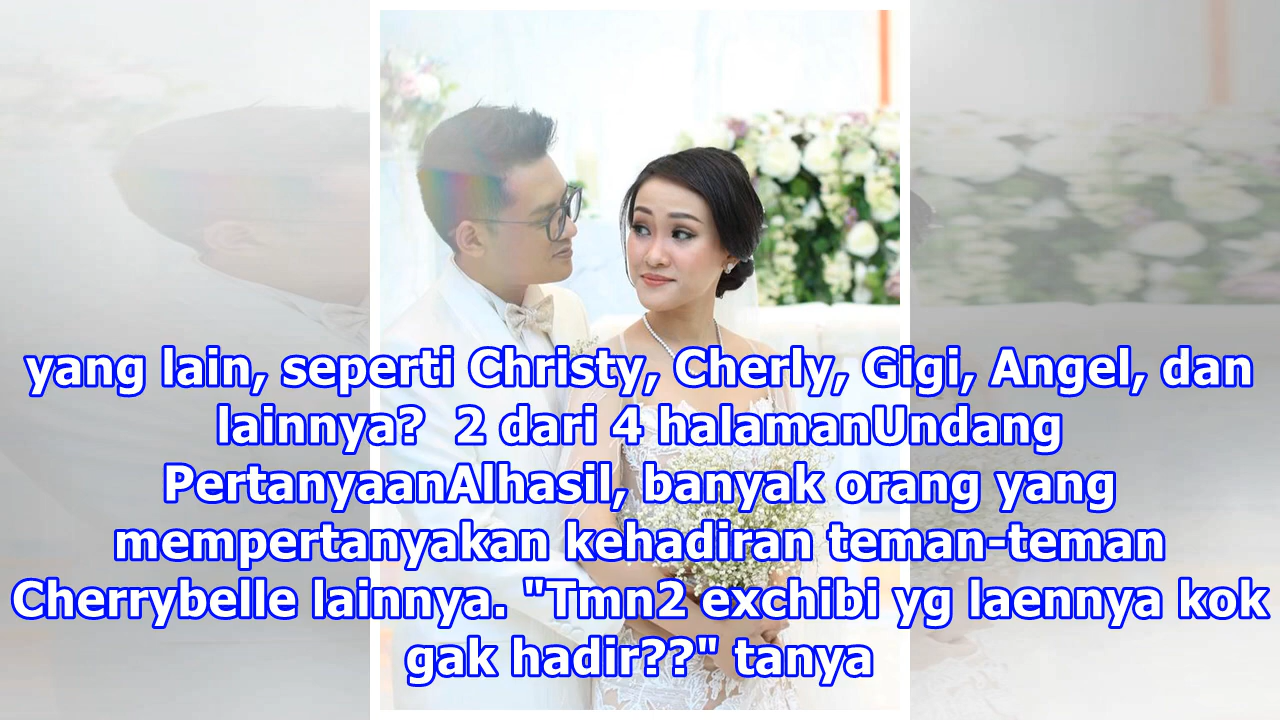 yang lain, seperti Christy, Cherly, Gigi, Angel, dan
lainnya?  2 dari 4 halamanUndang
PertanyaanAlhasil, banyak orang yang
mempertanyakan kehadiran teman-teman
Cherrybelle lainnya. "Tmn2 exchibi yg laennya kok
gak hadir??" tanya